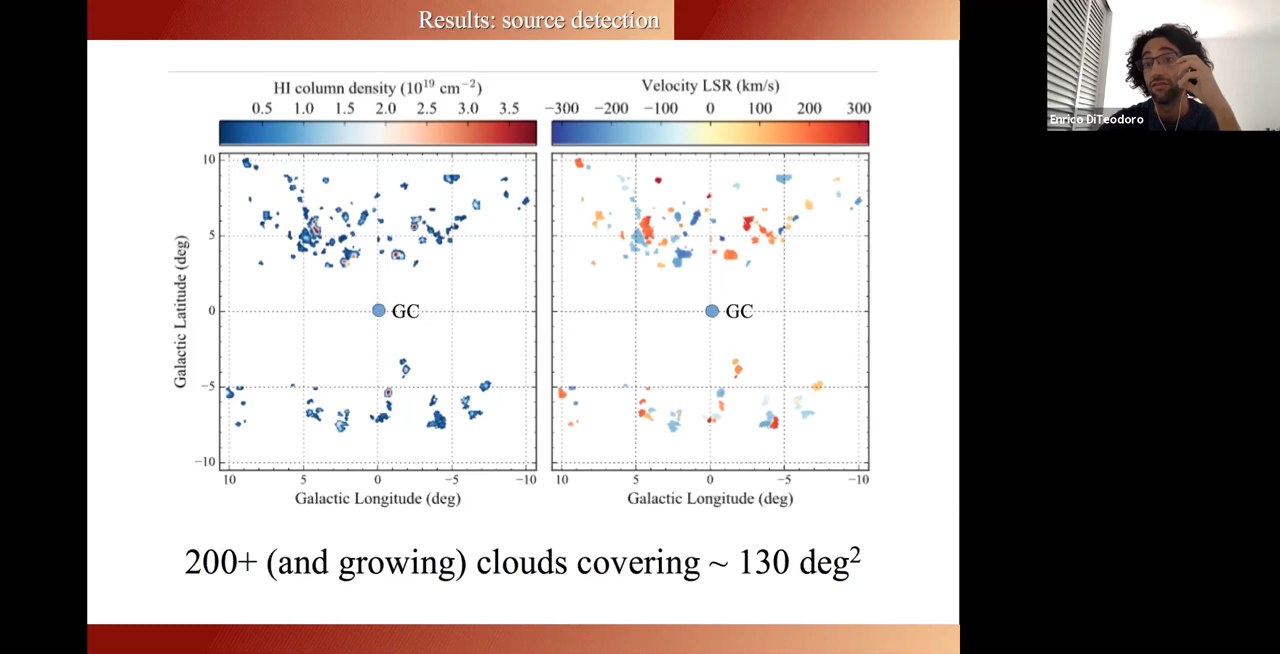 Results: source detection
HI column density (10¹⁹ cm⁻²)
0.5 1.0 1.5 2.0 2.5 3.0 3.5
Velocity LSR (km/s)
−300 −200 −100 0 100 200 300
Galactic Latitude (deg)
10
5
0
−5
−10
GC
GC
10 5 0 −5 −10
Galactic Longitude (deg)
10 5 0 −5 −10
Galactic Longitude (deg)
200+ (and growing) clouds covering ~ 130 deg²
Enrico DiTeodoro